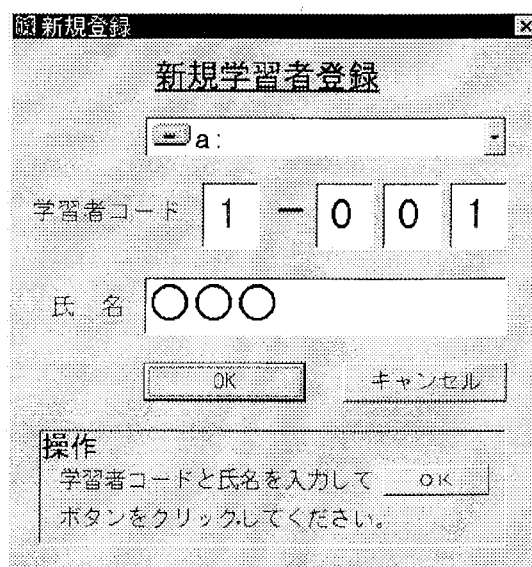 新規登録
新規学習者登録
a:
学習者コード 1 － 0 0 1
氏 名 ○○○
OK キャンセル
操作
学習者コードと氏名を入力して OK
ボタンをクリックしてください。